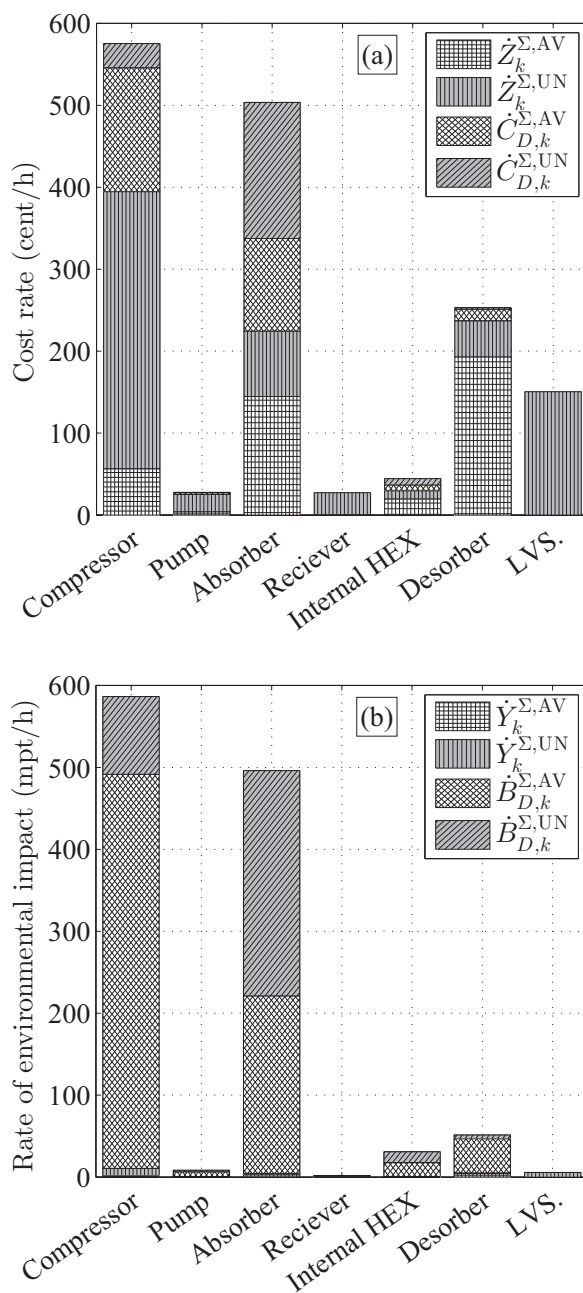 (a)
Ż_k^{Σ,AV}
Ż_k^{Σ,UN}
Ċ_{D,k}^{Σ,AV}
Ċ_{D,k}^{Σ,UN}
Cost rate (cent/h)
600
500
400
300
200
100
0
Compressor
Pump
Absorber
Reciever
Internal HEX
Desorber
LVS.
(b)
Ẏ_k^{Σ,AV}
Ẏ_k^{Σ,UN}
Ḃ_{D,k}^{Σ,AV}
Ḃ_{D,k}^{Σ,UN}
Rate of environmental impact (mpt/h)
600
500
400
300
200
100
0
Compressor
Pump
Absorber
Reciever
Internal HEX
Desorber
LVS.